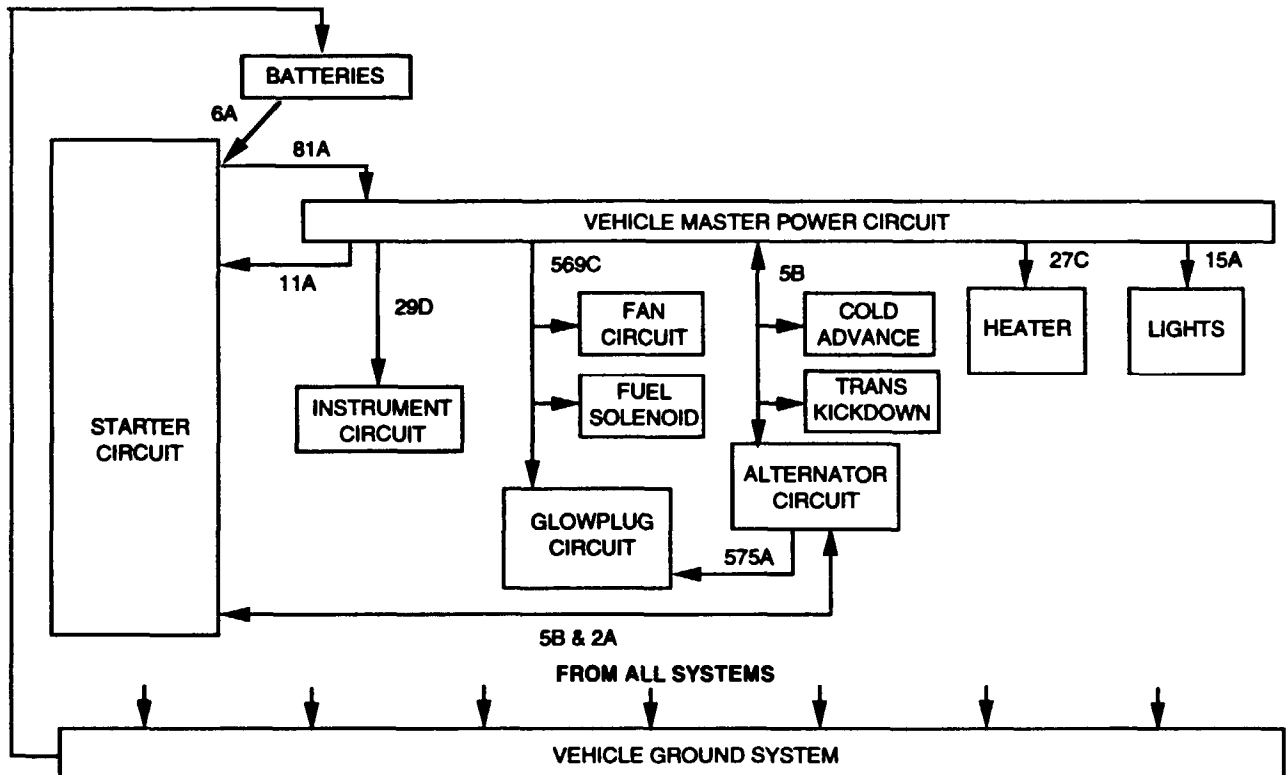 BATTERIES
6A
81A
VEHICLE MASTER POWER CIRCUIT
11A
29D
569C
5B
27C
15A
FAN
CIRCUIT
COLD
ADVANCE
HEATER
LIGHTS
FUEL
SOLENOID
TRANS
KICKDOWN
INSTRUMENT
CIRCUIT
STARTER
CIRCUIT
ALTERNATOR
CIRCUIT
GLOWPLUG
CIRCUIT
575A
5B & 2A
FROM ALL SYSTEMS
VEHICLE GROUND SYSTEM